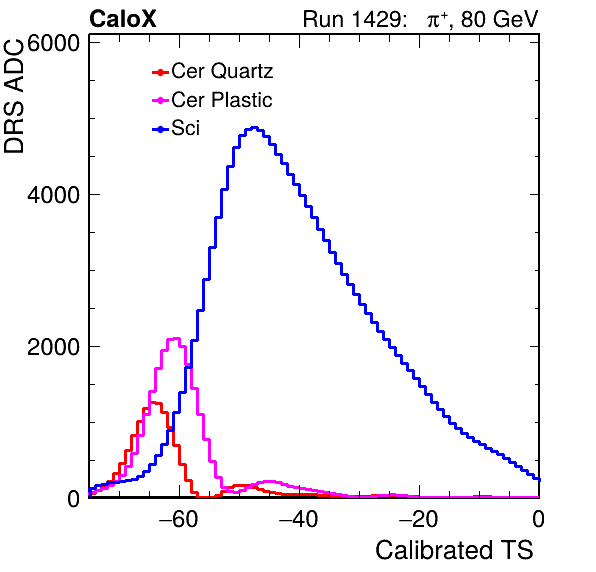 CaloX Run 1429: π⁺, 80 GeV
DRS ADC
6000
4000
2000
0
Cer Quartz
Cer Plastic
Sci
−60 −40 −20 0
Calibrated TS